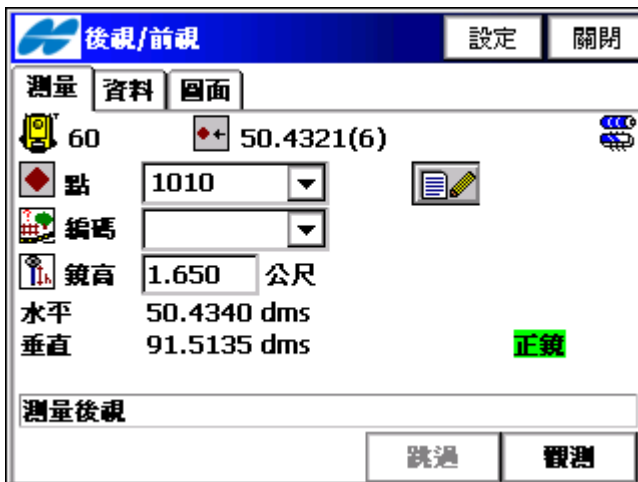 後視/前視 設定 關閉
測量 資料 圖面
60 50.4321(6)
點 1010
編碼
鏡高 1.650 公尺
水平 50.4340 dms
垂直 91.5135 dms 正鏡
測量後視
跳過 觀測